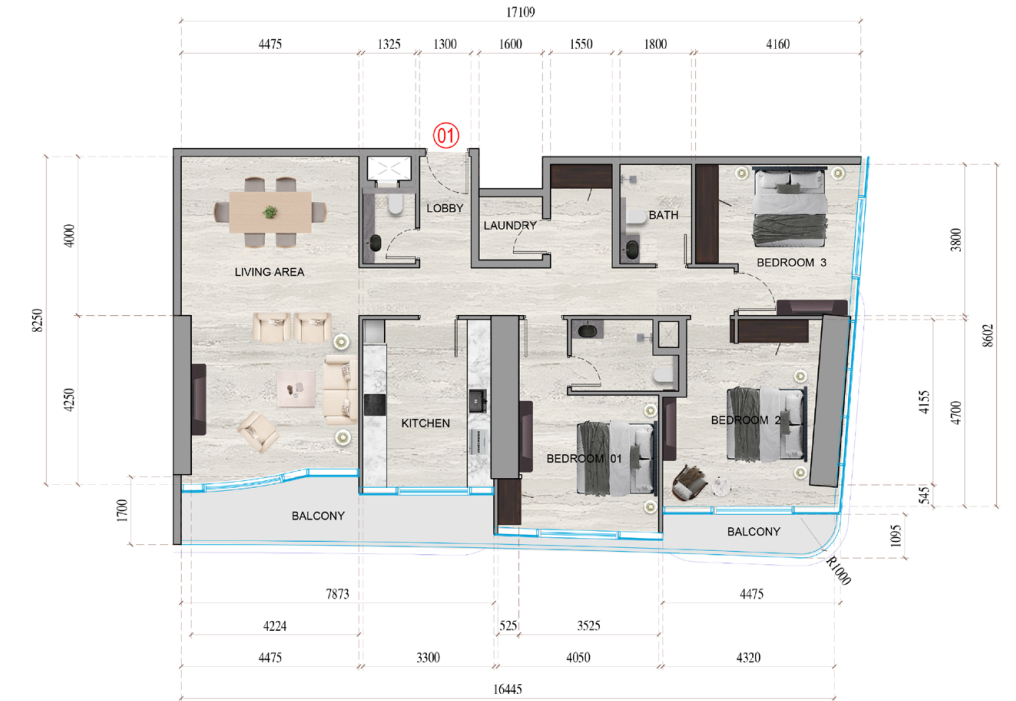 17109
4475 1325 1300 1600 1550 1800 4160
01
LOBBY
LAUNDRY
BATH
LIVING AREA
BEDROOM 3
4000
8250
4250
1700
3800
8602
4155
4700
545
1095
KITCHEN
BEDROOM 01
BEDROOM 2
BALCONY
BALCONY
R1000
7873
4475
4224
525
3525
4475
3300
4050
4320
16445